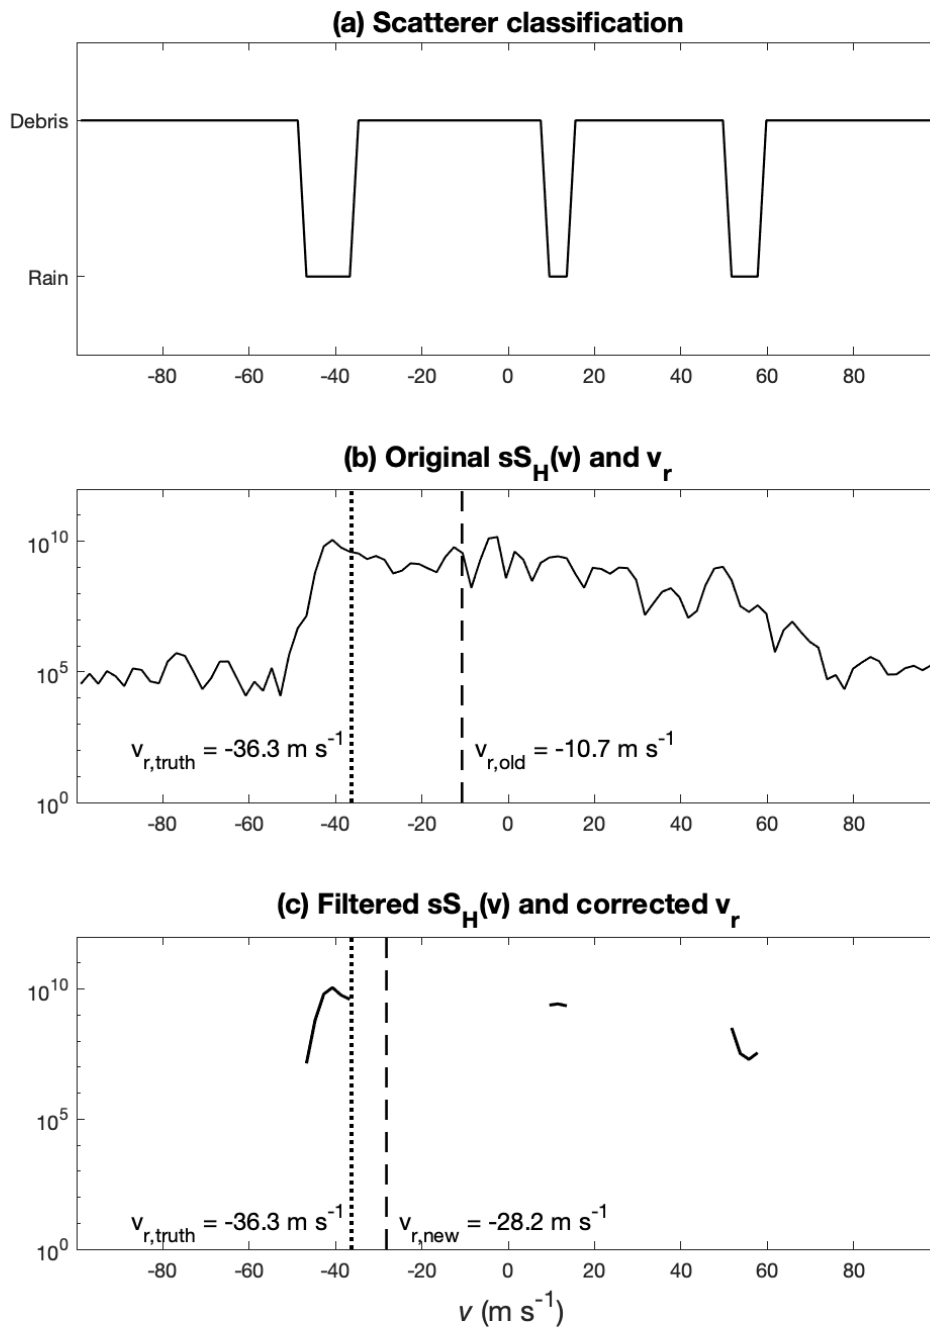 (a) Scatterer classification
Debris
Rain
-80 -60 -40 -20 0 20 40 60 80
(b) Original sS_H(v) and v_r
10^10
10^5
v_r,truth = -36.3 m s^-1 v_r,old = -10.7 m s^-1
10^0
-80 -60 -40 -20 0 20 40 60 80
(c) Filtered sS_H(v) and corrected v_r
10^10
10^5
v_r,truth = -36.3 m s^-1 v_r,new = -28.2 m s^-1
10^0
-80 -60 -40 -20 0 20 40 60 80
v (m s^-1)